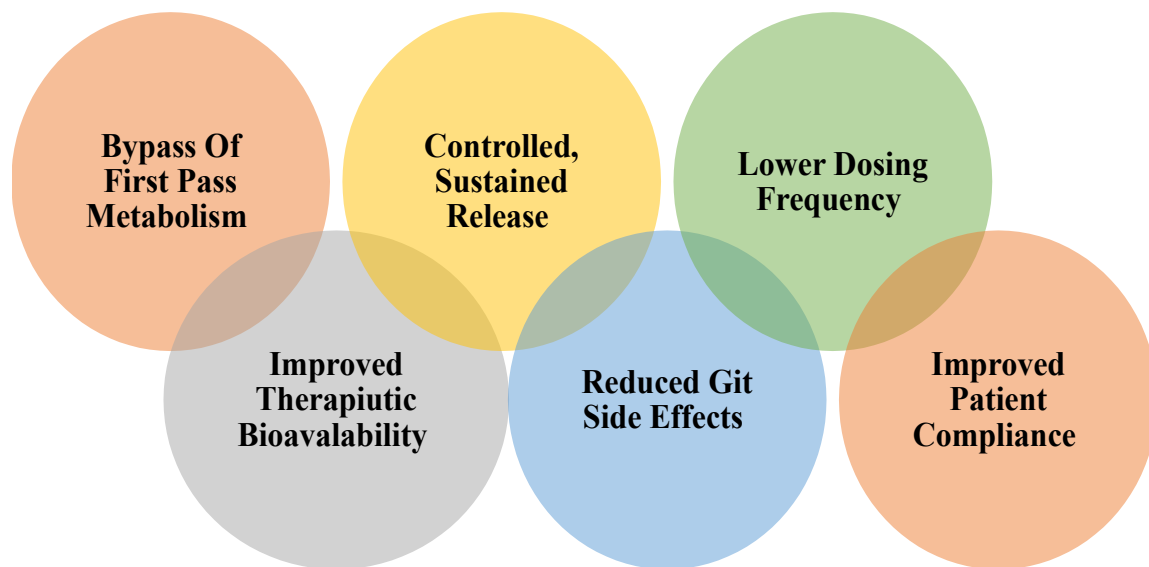 Bypass Of
First Pass
Metabolism
Controlled,
Sustained
Release
Lower Dosing
Frequency
Improved
Therapiutic
Bioavalability
Reduced Git
Side Effects
Improved
Patient
Compliance